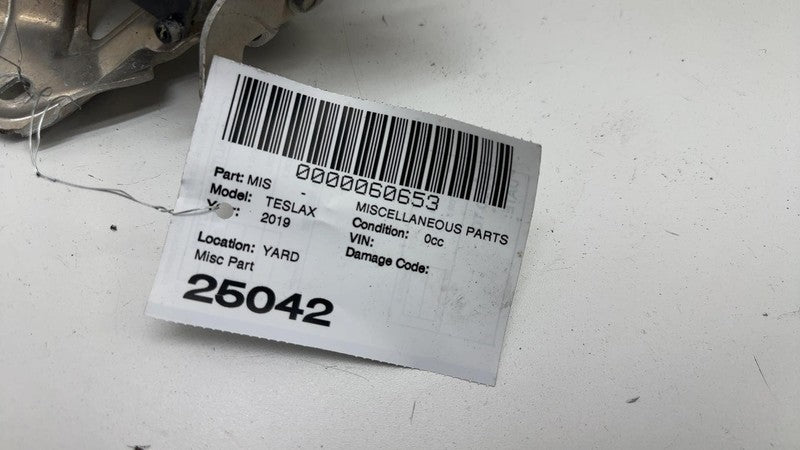 0000060653
Part: MIS - MISCELLANEOUS PARTS
Model: TESLAX Condition: 0cc
2019 VIN:
Damage Code:
Location: YARD
Misc Part
25042